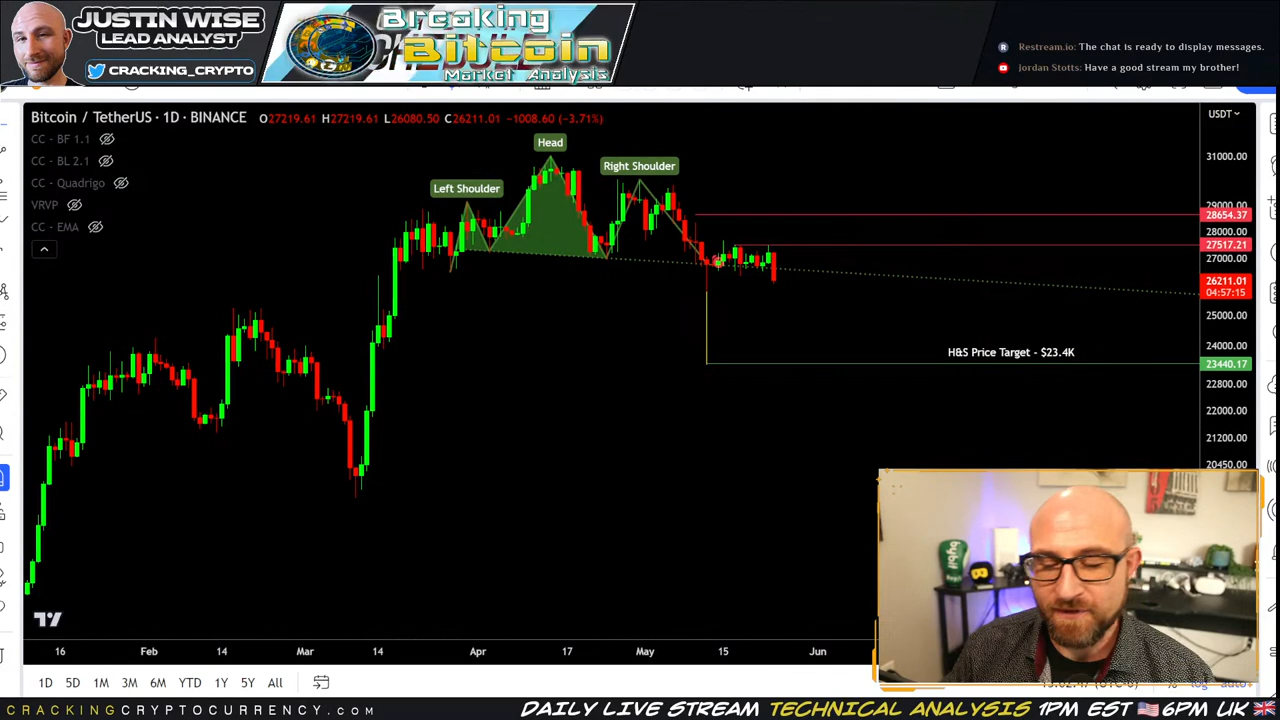 JUSTIN WISE
LEAD ANALYST
CRACKING_CRYPTO
Breaking
Bitcoin
Market Analysis
Restream.io: The chat is ready to display messages.
Jordan Stotts: Have a good stream my brother!
Bitcoin / TetherUS · 1D · BINANCE O27219.61 H27219.61 L26080.50 C26211.01 −1008.60 (−3.71%)
USDT
CC - BF 1.1
CC - BL 2.1
CC - Quadrigo
VRVP
CC - EMA
Head
Right Shoulder
Left Shoulder
31000.00
29000.00
28654.37
28000.00
27517.21
27000.00
26211.01
04:57:15
25000.00
24000.00
H&S Price Target - $23.4K
23440.17
22800.00
22000.00
21200.00
20450.00
bybit
16 Feb 14 Mar 14 Apr 17 May 15 Jun
1D 5D 1M 3M 6M YTD 1Y 5Y All
% log auto
CRACKINGCRYPTOCURRENCY.com
DAILY LIVE STREAM TECHNICAL ANALYSIS 1PM EST 6PM UK